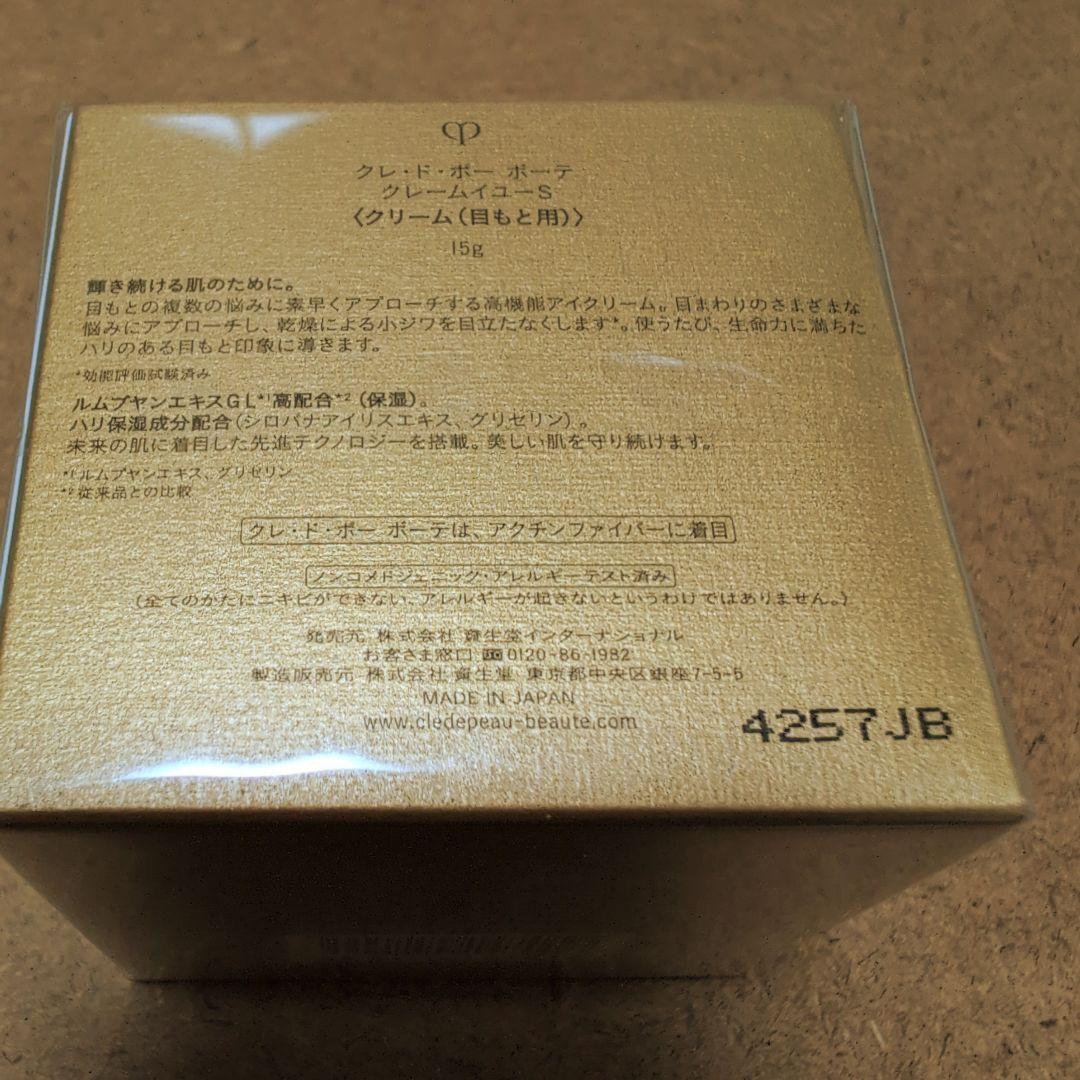 クレ・ド・ポー ボーテ
クレームイユーS
〈クリーム(目もと用)〉
15g
輝き続ける肌のために。
目もとの複数の悩みに素早くアプローチする高機能アイクリーム。目まわりのさまざまな
悩みにアプローチし、乾燥による小ジワを目立たなくします*。使うたび、生命力に満ちた
ハリのある目もと印象に導きます。
*効能評価試験済み
ルムプヤンエキスGL*¹高配合*²(保湿)。
ハリ保湿成分配合(シロバナアイリスエキス、グリセリン)。
未来の肌に着目した先進テクノロジーを搭載。美しい肌を守り続けます。
*¹ルムプヤンエキス、グリセリン
*²従来品との比較
クレ・ド・ポー ボーテは、アクチンファイバーに着目
ノンコメドジェニック・アレルギーテスト済み
(全てのかたにニキビができない、アレルギーが起きないというわけではありません。)
発売元 株式会社 資生堂インターナショナル
お客さま窓口 0120-86-1982
製造販売元 株式会社 資生堂 東京都中央区銀座7-5-5
MADE IN JAPAN
www.cledepeau-beaute.com
4257JB